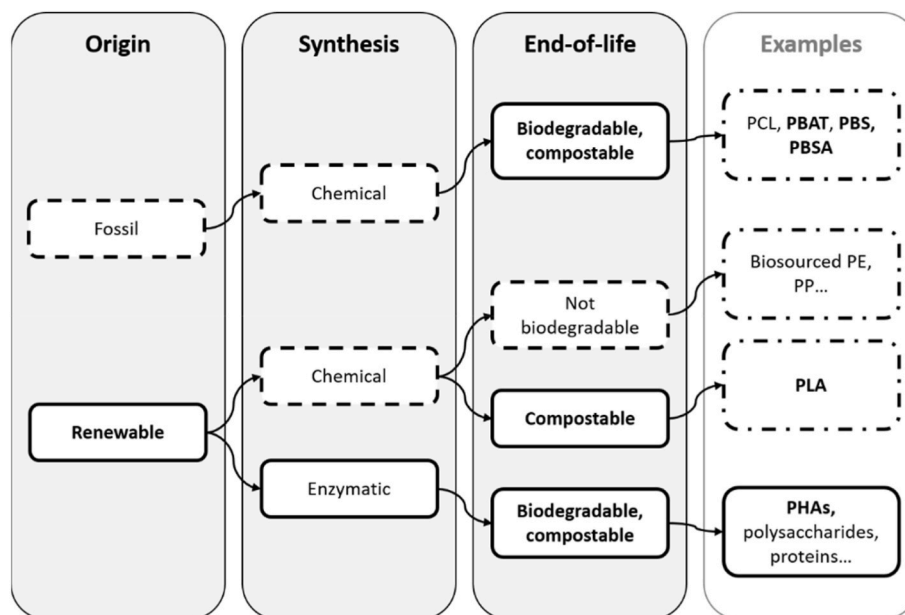 Origin
Synthesis
End-of-life
Examples
Biodegradable,
compostable
PCL, PBAT, PBS,
PBSA
Chemical
Fossil
Not
biodegradable
Biosourced PE,
PP...
Chemical
Compostable
PLA
Renewable
Enzymatic
Biodegradable,
compostable
PHAs,
polysaccharides,
proteins...